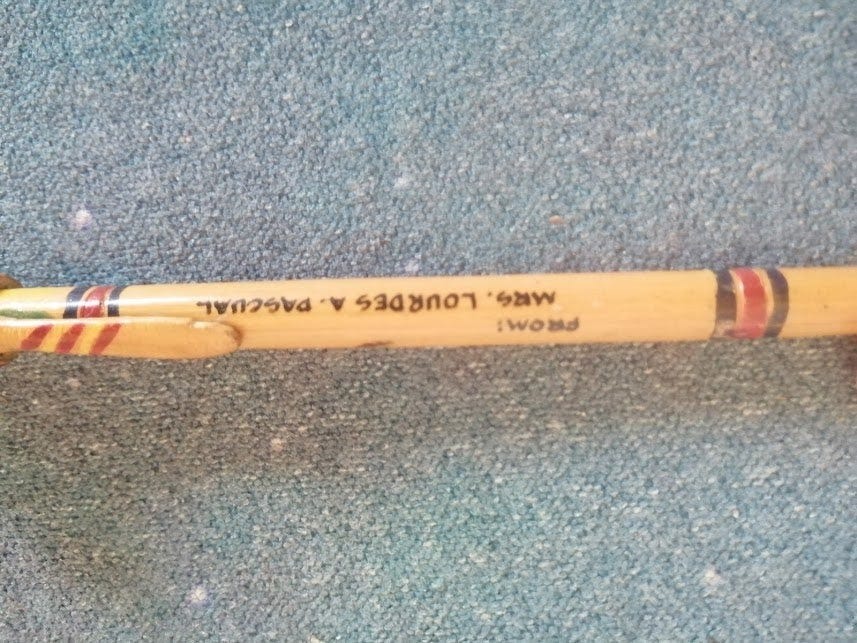 FROM:
MRS. LOURDES A. PASCUAL